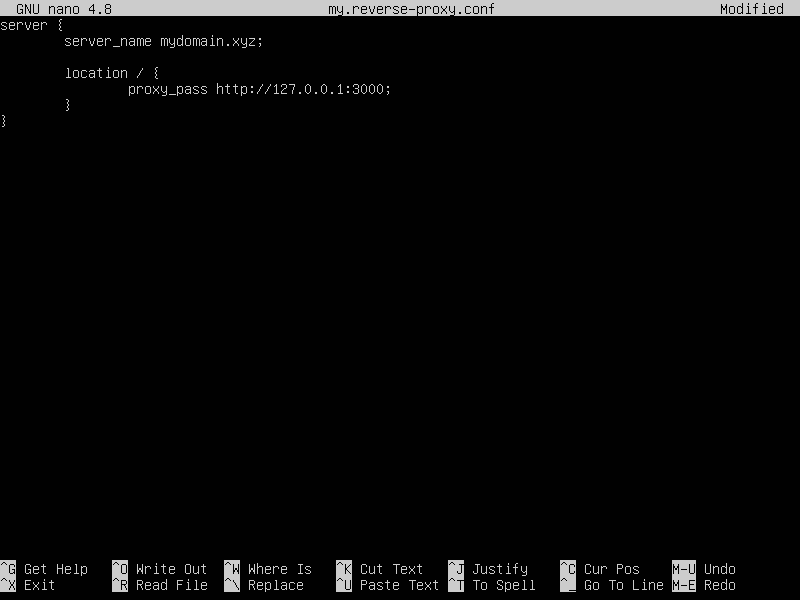 GNU nano 4.8 my.reverse-proxy.conf Modified
server {
        server_name mydomain.xyz;

        location / {
                proxy_pass http://127.0.0.1:3000;
        }
}
^G Get Help ^O Write Out ^W Where Is ^K Cut Text ^J Justify ^C Cur Pos M-U Undo
^X Exit ^R Read File ^\ Replace ^U Paste Text ^T To Spell ^_ Go To Line M-E Redo